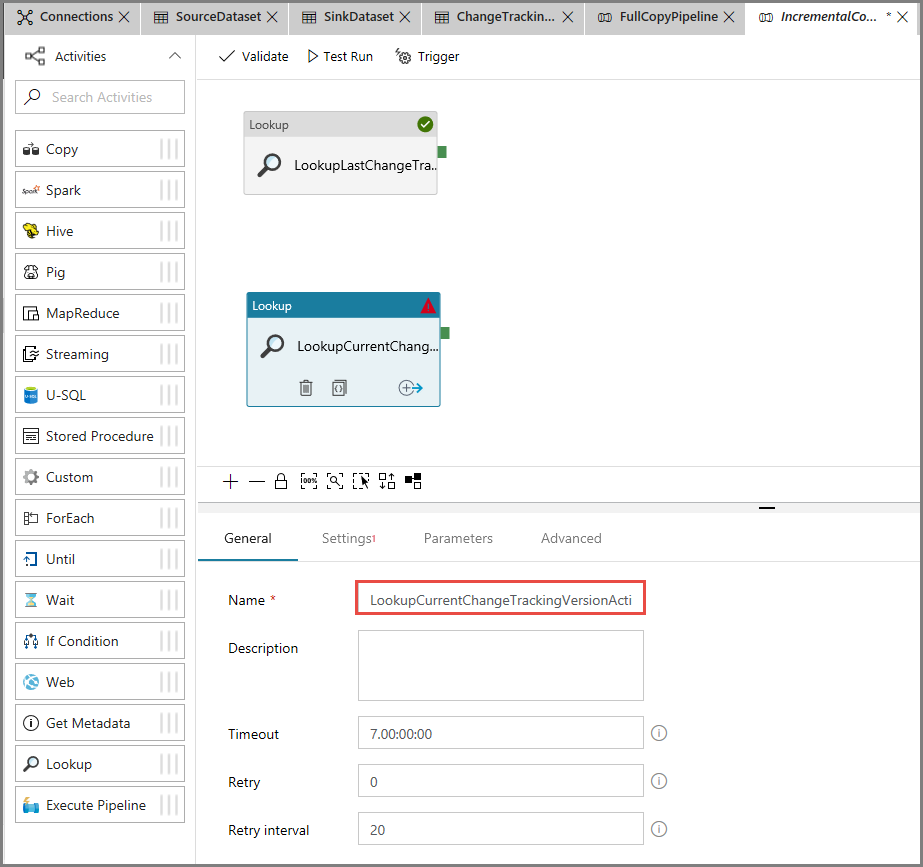 Connections
SourceDataset
SinkDataset
ChangeTrackin...
FullCopyPipeline
IncrementalCo... *
Activities
Validate
Test Run
Trigger
Search Activities
Copy
Spark
Hive
Pig
MapReduce
Streaming
U-SQL
Stored Procedure
Custom
ForEach
Until
Wait
If Condition
Web
Get Metadata
Lookup
Execute Pipeline
Lookup
LookupLastChangeTra..
Lookup
LookupCurrentChang...
100%
General
Settings1
Parameters
Advanced
Name *
LookupCurrentChangeTrackingVersionActi
Description
Timeout
7.00:00:00
Retry
0
Retry interval
20